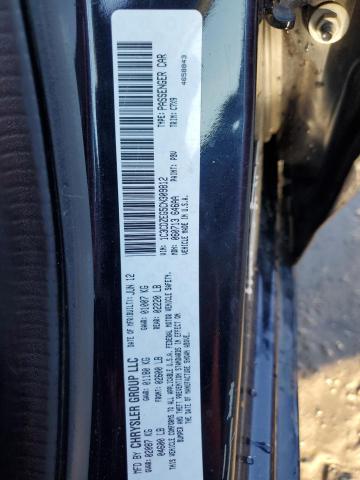 MFD BY CHRYSLER GROUP LLC
DATE OF MFR(BUILT): JUN 12
GVWR: 02087 KG
GAWR: 01180 KG
GAWR: 01007 KG
04600 LB
FRONT: 02600 LB
REAR: 02220 LB
THIS VEHICLE CONFORMS TO ALL APPLICABLE U.S.A. FEDERAL MOTOR VEHICLE SAFETY,
BUMPER AND THEFT PREVENTION STANDARDS IN EFFECT
ON THE DATE OF MANUFACTURE SHOWN ABOVE.
VIN: 1C3CDZEG5CN309812
TYPE: PASSENGER CAR
MDH: 060713 646AA
PAINT: PBU
TRIM: C7X9
VEHICLE MADE IN U.S.A.
4658843